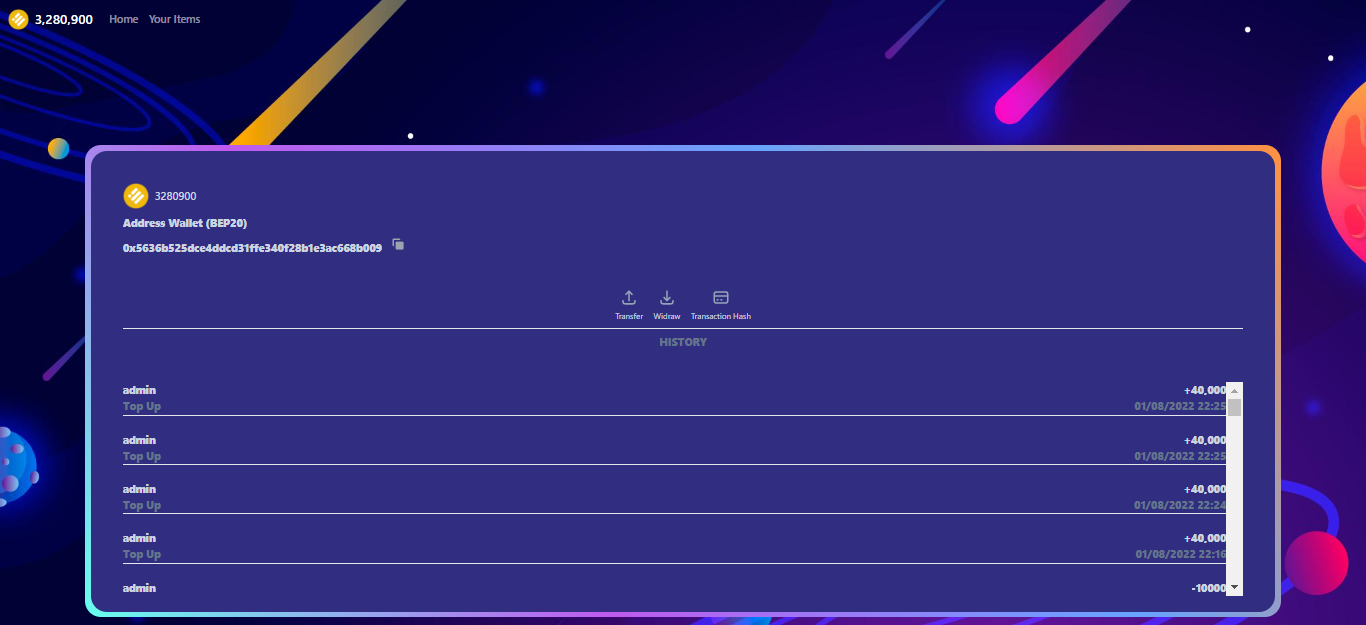 3,280,900 Home Your Items
3280900
Address Wallet (BEP20)
0x5636b525dce4ddcd31ffe340f28b1e3ac668b009
Transfer Widraw Transaction Hash
HISTORY
admin +40,000
Top Up 01/08/2022 22:25
admin +40,000
Top Up 01/08/2022 22:25
admin +40,000
Top Up 01/08/2022 22:24
admin +40,000
Top Up 01/08/2022 22:16
admin -10000